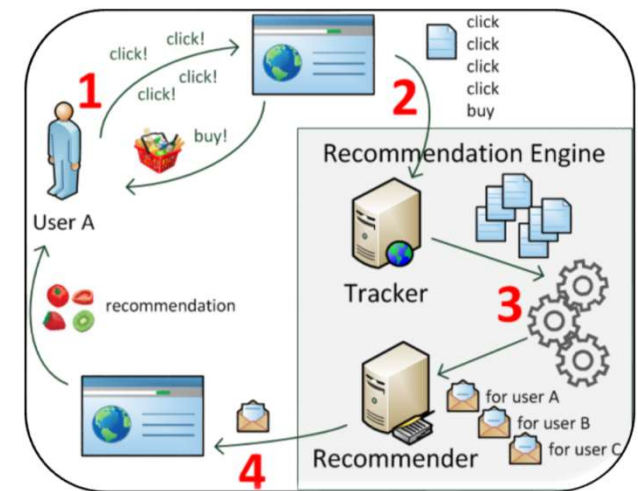 click!
click!
click!
click!
1
buy!
User A
2
click
click
click
click
buy
Recommendation Engine
Tracker
3
Recommender
for user A
for user B
for user C
4
recommendation